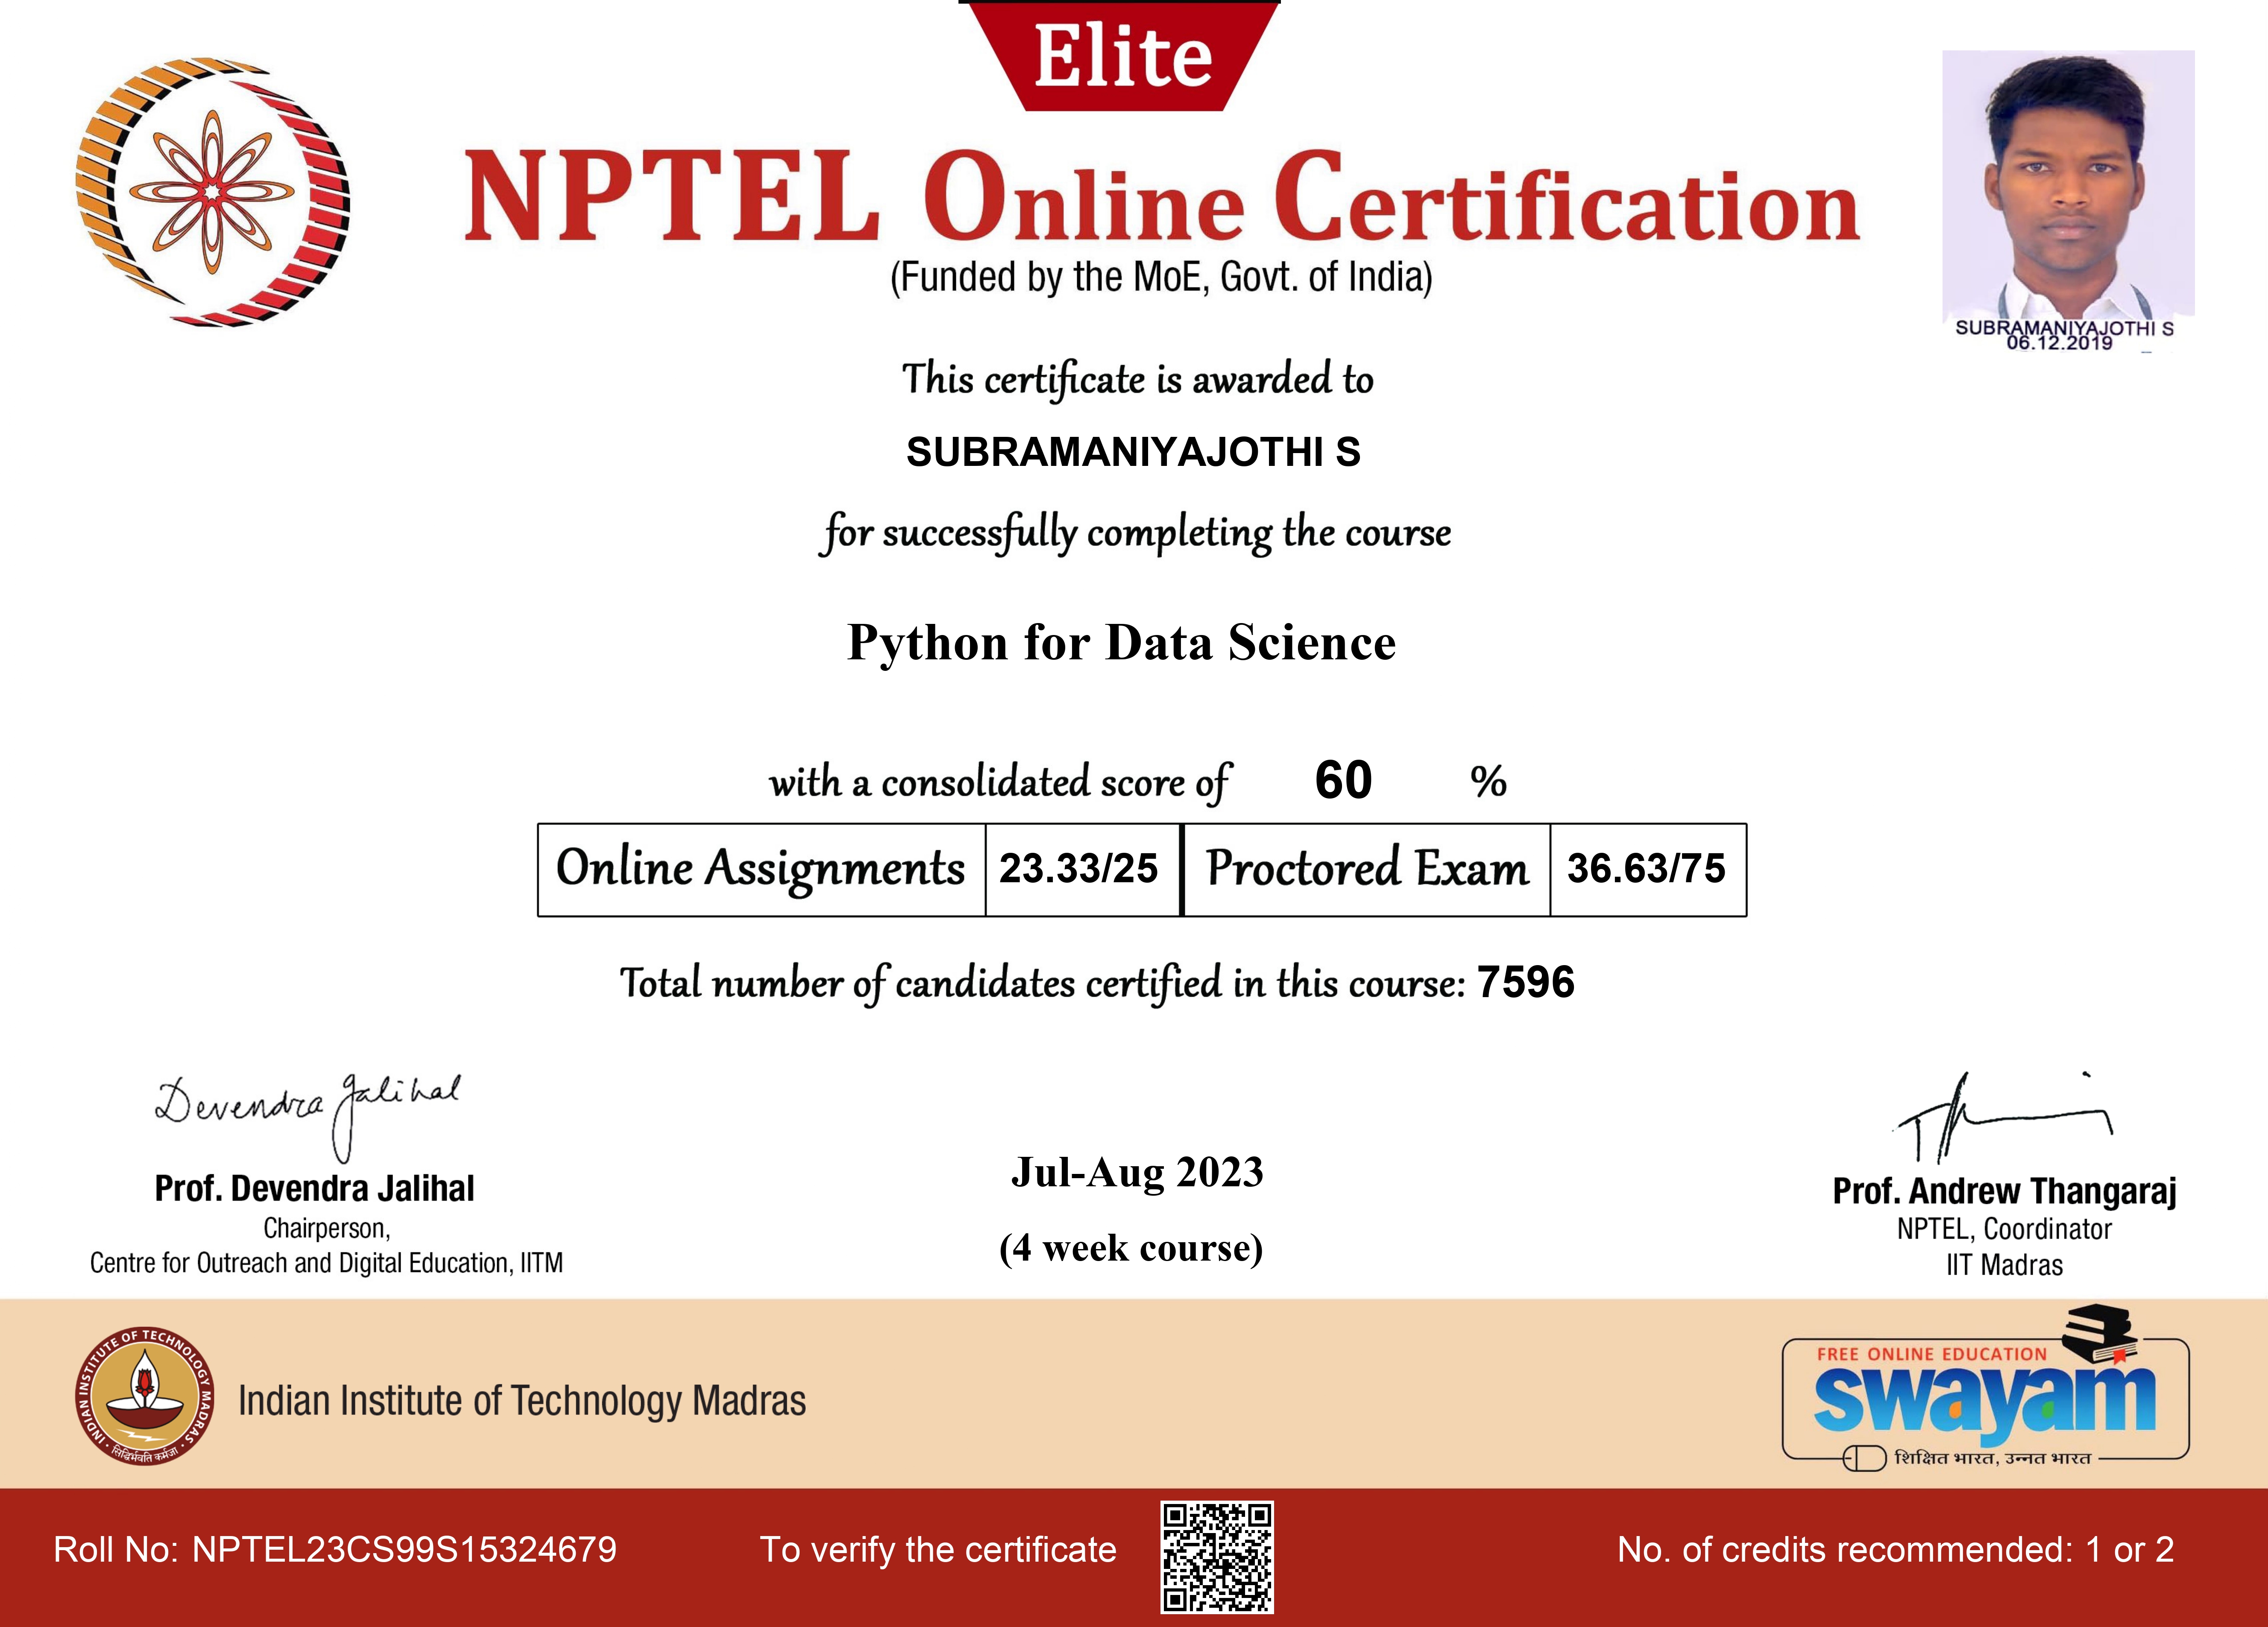 Elite
NPTEL Online Certification
(Funded by the MoE, Govt. of India)
SUBRAMANIYAJOTHI S
06.12.2019
This certificate is awarded to
SUBRAMANIYAJOTHI S
for successfully completing the course
Python for Data Science
with a consolidated score of 60 %
Online Assignments 23.33/25 Proctored Exam 36.63/75
Total number of candidates certified in this course: 7596
Devendra Jalihal
Prof. Devendra Jalihal
Chairperson,
Centre for Outreach and Digital Education, IITM
Jul-Aug 2023
(4 week course)
Prof. Andrew Thangaraj
NPTEL, Coordinator
IIT Madras
INDIAN INSTITUTE OF TECHNOLOGY MADRAS
सिद्धिर्भवति कर्मजा
Indian Institute of Technology Madras
FREE ONLINE EDUCATION
swayam
शिक्षित भारत, उन्नत भारत
Roll No: NPTEL23CS99S15324679
To verify the certificate
No. of credits recommended: 1 or 2